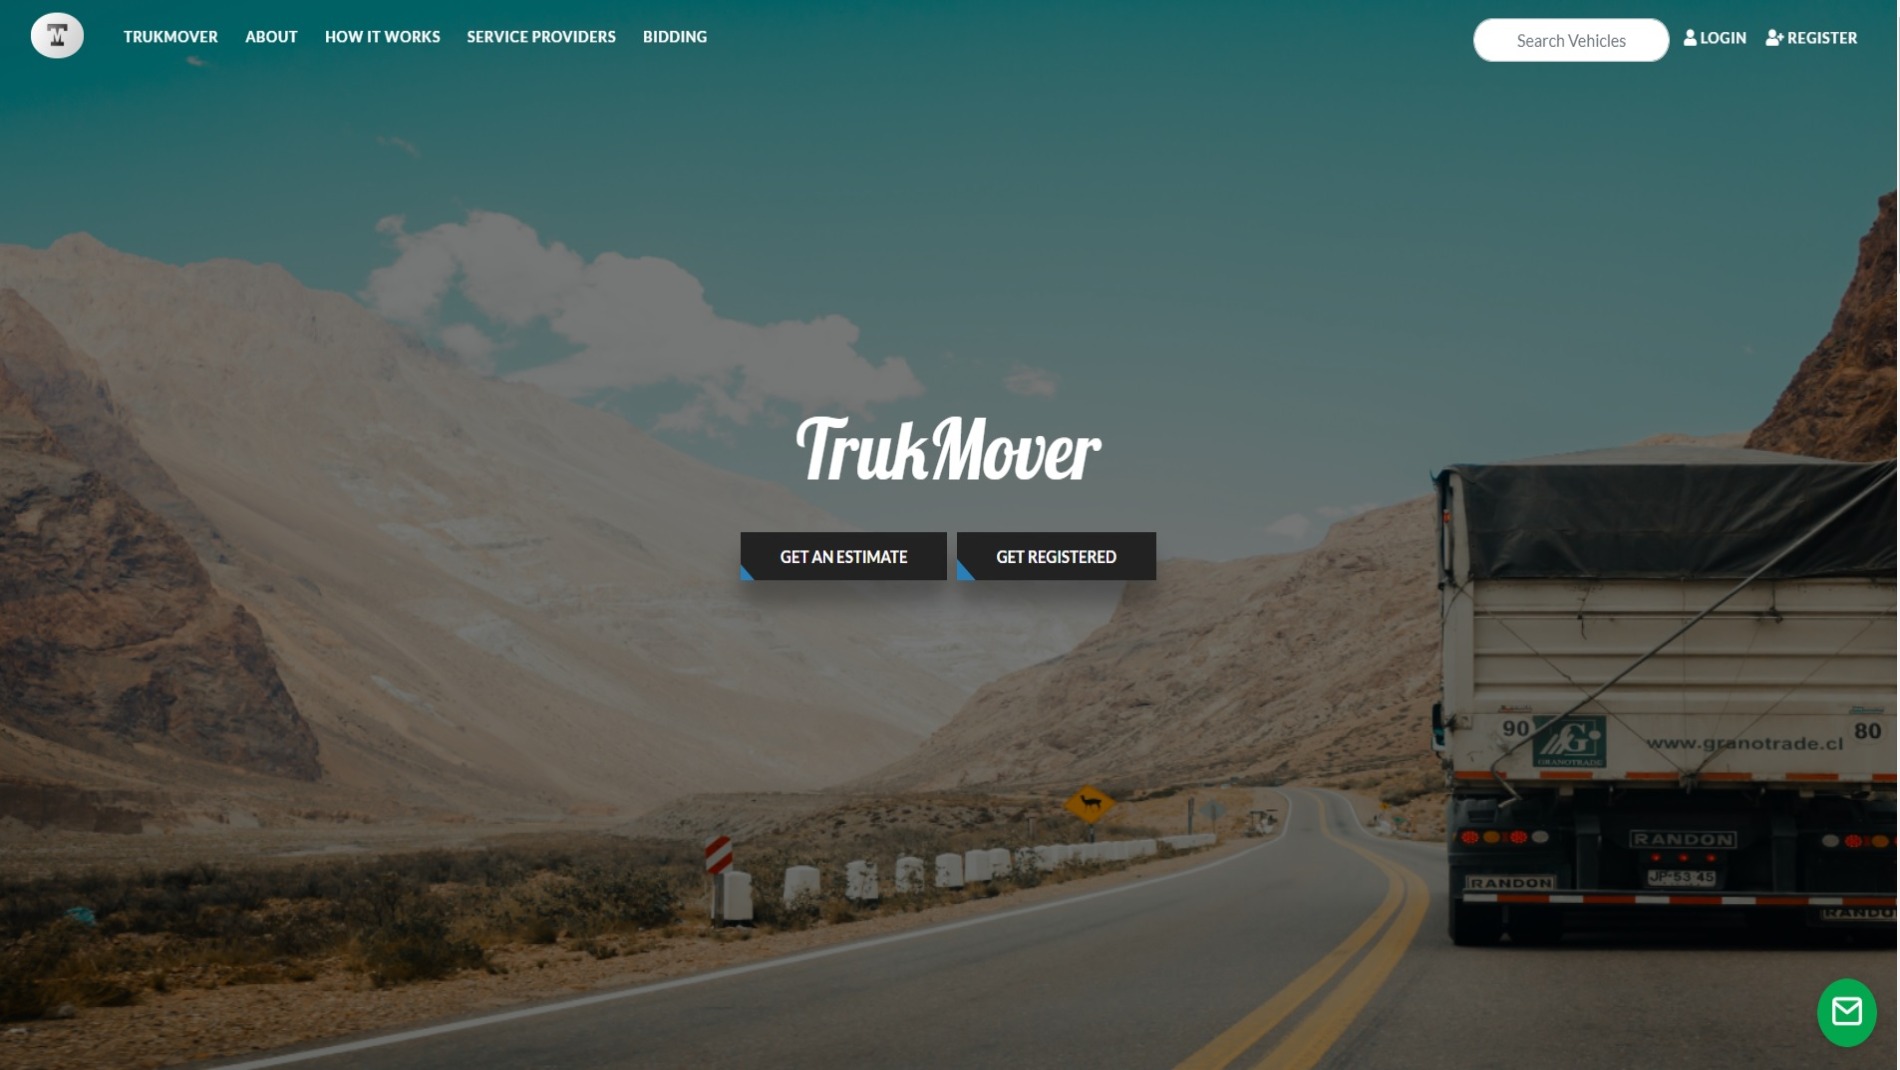 TM
TRUKMOVER ABOUT HOW IT WORKS SERVICE PROVIDERS BIDDING
Search Vehicles LOGIN REGISTER
TrukMover
GET AN ESTIMATE GET REGISTERED
90 GRANOTRADE www.granotrade.cl 80
RANDON
JP·53 45
RANDON
RANDO